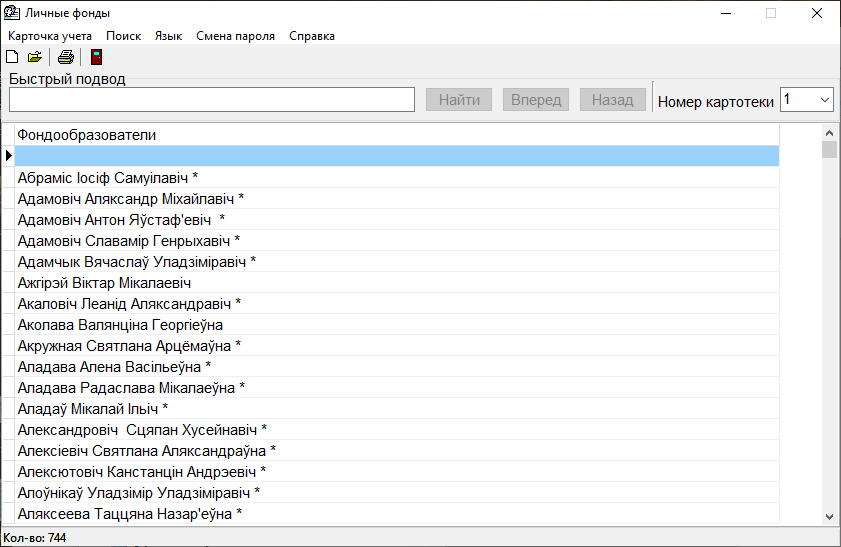 Личные фонды
Карточка учета Поиск Язык Смена пароля Справка
Быстрый подвод
Найти Вперед Назад Номер картотеки 1
Фондообразователи
Абраміс Іосіф Самуілавіч *
Адамовіч Аляксандр Міхайлавіч *
Адамовіч Антон Яўстаф'евіч *
Адамовіч Славамір Генрыхавіч *
Адамчык Вячаслаў Уладзіміравіч *
Ажгірэй Віктар Мікалаевіч
Акаловіч Леанід Аляксандравіч *
Аколава Валянціна Георгіеўна
Акружная Святлана Арцёмаўна *
Аладава Алена Васільеўна *
Аладава Радаслава Мікалаеўна *
Аладаў Мікалай Ільіч *
Александровіч Сцяпан Хусейнавіч *
Алексіевіч Святлана Аляксандраўна *
Алексютовіч Канстанцін Андрэевіч *
Алоўнікаў Уладзімір Уладзіміравіч *
Аляксеева Таццяна Назар'еўна *
Кол-во: 744